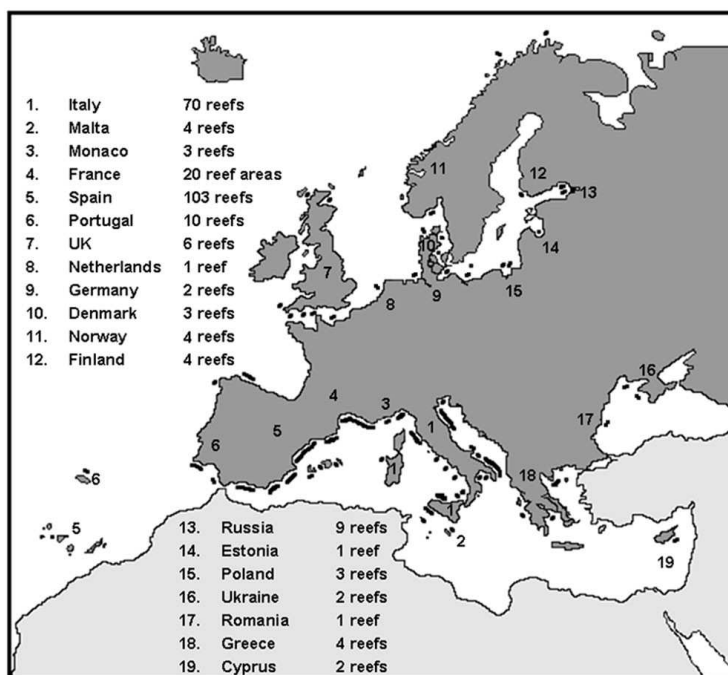 1. Italy 70 reefs
2. Malta 4 reefs
3. Monaco 3 reefs
4. France 20 reef areas
5. Spain 103 reefs
6. Portugal 10 reefs
7. UK 6 reefs
8. Netherlands 1 reef
9. Germany 2 reefs
10. Denmark 3 reefs
11. Norway 4 reefs
12. Finland 4 reefs
11
12
13
10
14
7
8
9
15
16
4
3
1
17
6
5
18
1
6
1
5
2
19
13. Russia 9 reefs
14. Estonia 1 reef
15. Poland 3 reefs
16. Ukraine 2 reefs
17. Romania 1 reef
18. Greece 4 reefs
19. Cyprus 2 reefs